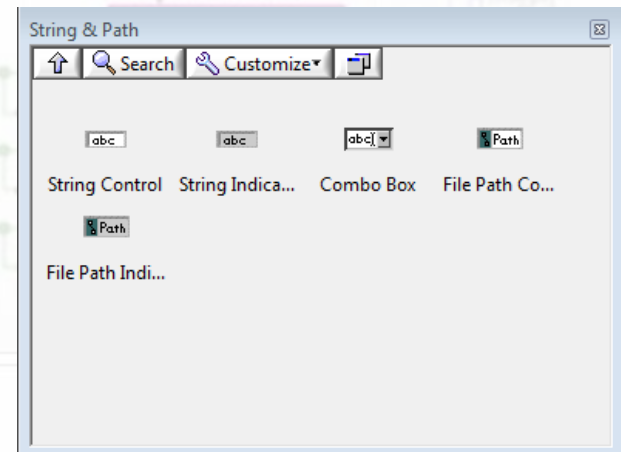 String & Path
Search Customize
abc abc abc Path
String Control String Indica... Combo Box File Path Co...
Path
File Path Indi...